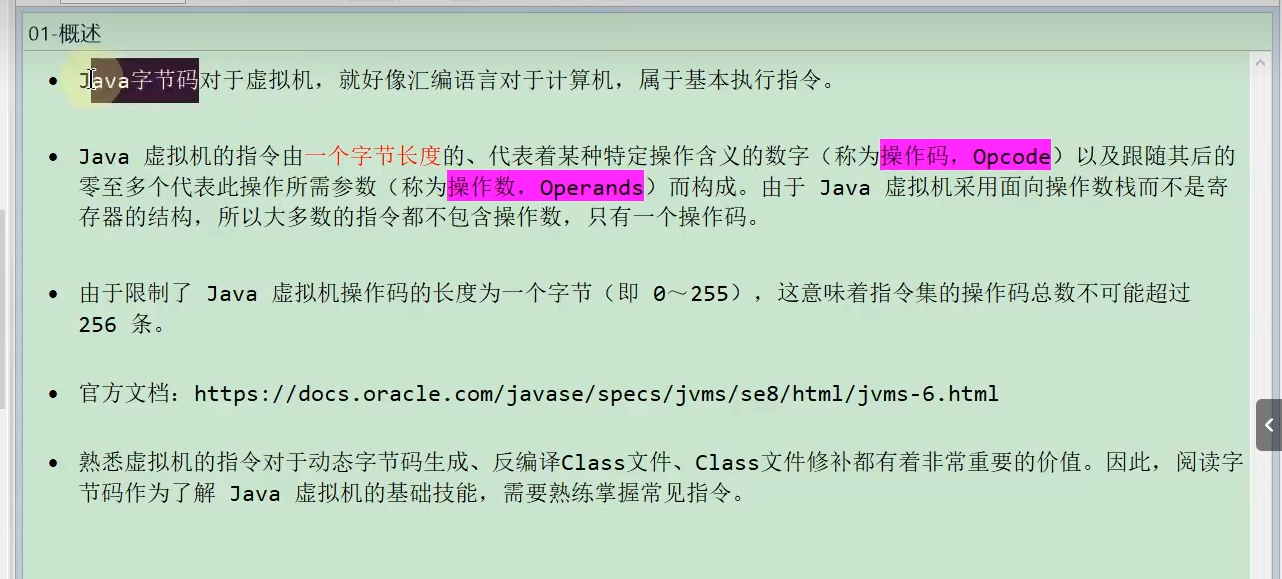 01-概述
• Java字节码对于虚拟机，就好像汇编语言对于计算机，属于基本执行指令。
• Java 虚拟机的指令由一个字节长度的、代表着某种特定操作含义的数字（称为操作码，Opcode）以及跟随其后的
零至多个代表此操作所需参数（称为操作数，Operands）而构成。由于 Java 虚拟机采用面向操作数栈而不是寄
存器的结构，所以大多数的指令都不包含操作数，只有一个操作码。
• 由于限制了 Java 虚拟机操作码的长度为一个字节（即 0～255），这意味着指令集的操作码总数不可能超过
256 条。
• 官方文档：https://docs.oracle.com/javase/specs/jvms/se8/html/jvms-6.html
• 熟悉虚拟机的指令对于动态字节码生成、反编译Class文件、Class文件修补都有着非常重要的价值。因此，阅读字
节码作为了解 Java 虚拟机的基础技能，需要熟练掌握常见指令。